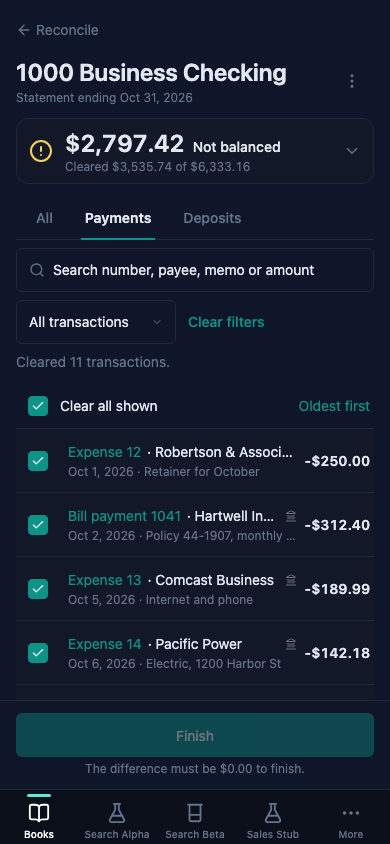 Reconcile
1000 Business Checking
Statement ending Oct 31, 2026
$2,797.42 Not balanced
Cleared $3,535.74 of $6,333.16
All Payments Deposits
Search number, payee, memo or amount
All transactions Clear filters
Cleared 11 transactions.
Clear all shown Oldest first
Expense 12 · Robertson & Associ... -$250.00
Oct 1, 2026 · Retainer for October
Bill payment 1041 · Hartwell In... -$312.40
Oct 2, 2026 · Policy 44-1907, monthly ...
Expense 13 · Comcast Business -$189.99
Oct 5, 2026 · Internet and phone
Expense 14 · Pacific Power -$142.18
Oct 6, 2026 · Electric, 1200 Harbor St
Finish
The difference must be $0.00 to finish.
Books Search Alpha Search Beta Sales Stub More